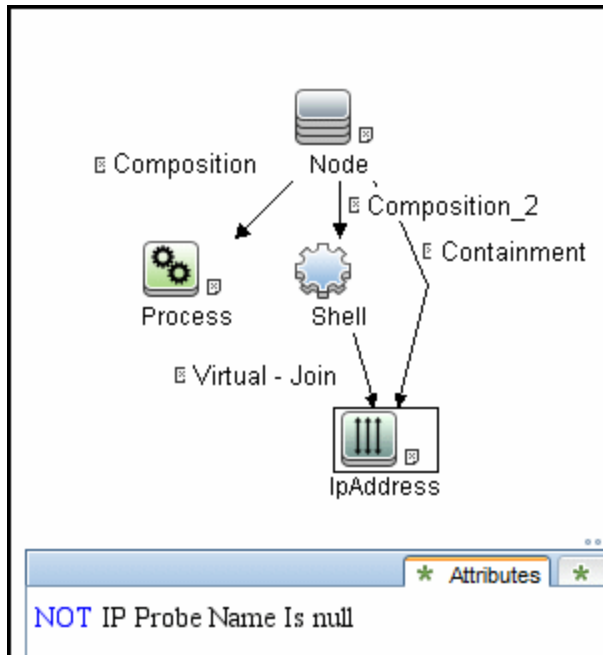 Node
Composition
Composition_2
Containment
Process
Shell
Virtual - Join
IpAddress
Attributes
NOT IP Probe Name Is null